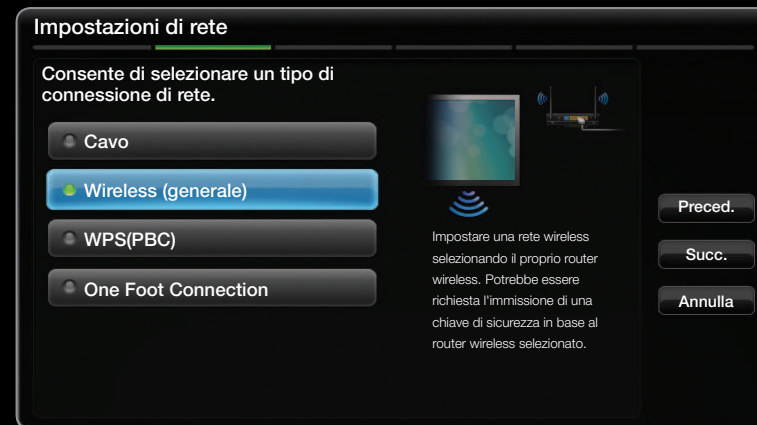 Impostazioni di rete
Consente di selezionare un tipo di
connessione di rete.
Cavo
Wireless (generale)
WPS(PBC)
One Foot Connection
Impostare una rete wireless
selezionando il proprio router
wireless. Potrebbe essere
richiesta l'immissione di una
chiave di sicurezza in base al
router wireless selezionato.
Preced.
Succ.
Annulla